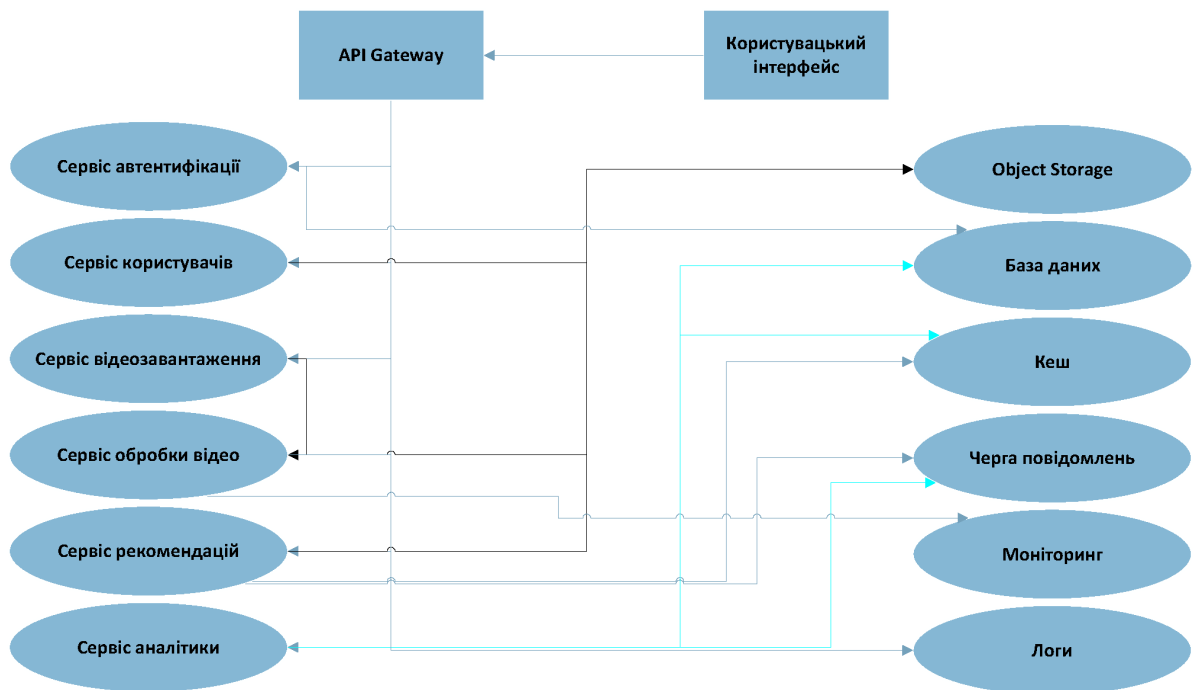 API Gateway
Користувацький
інтерфейс
Сервіс автентифікації
Object Storage
Сервіс користувачів
База даних
Сервіс відеозавантаження
Кеш
Сервіс обробки відео
Черга повідомлень
Сервіс рекомендацій
Моніторинг
Сервіс аналітики
Логи